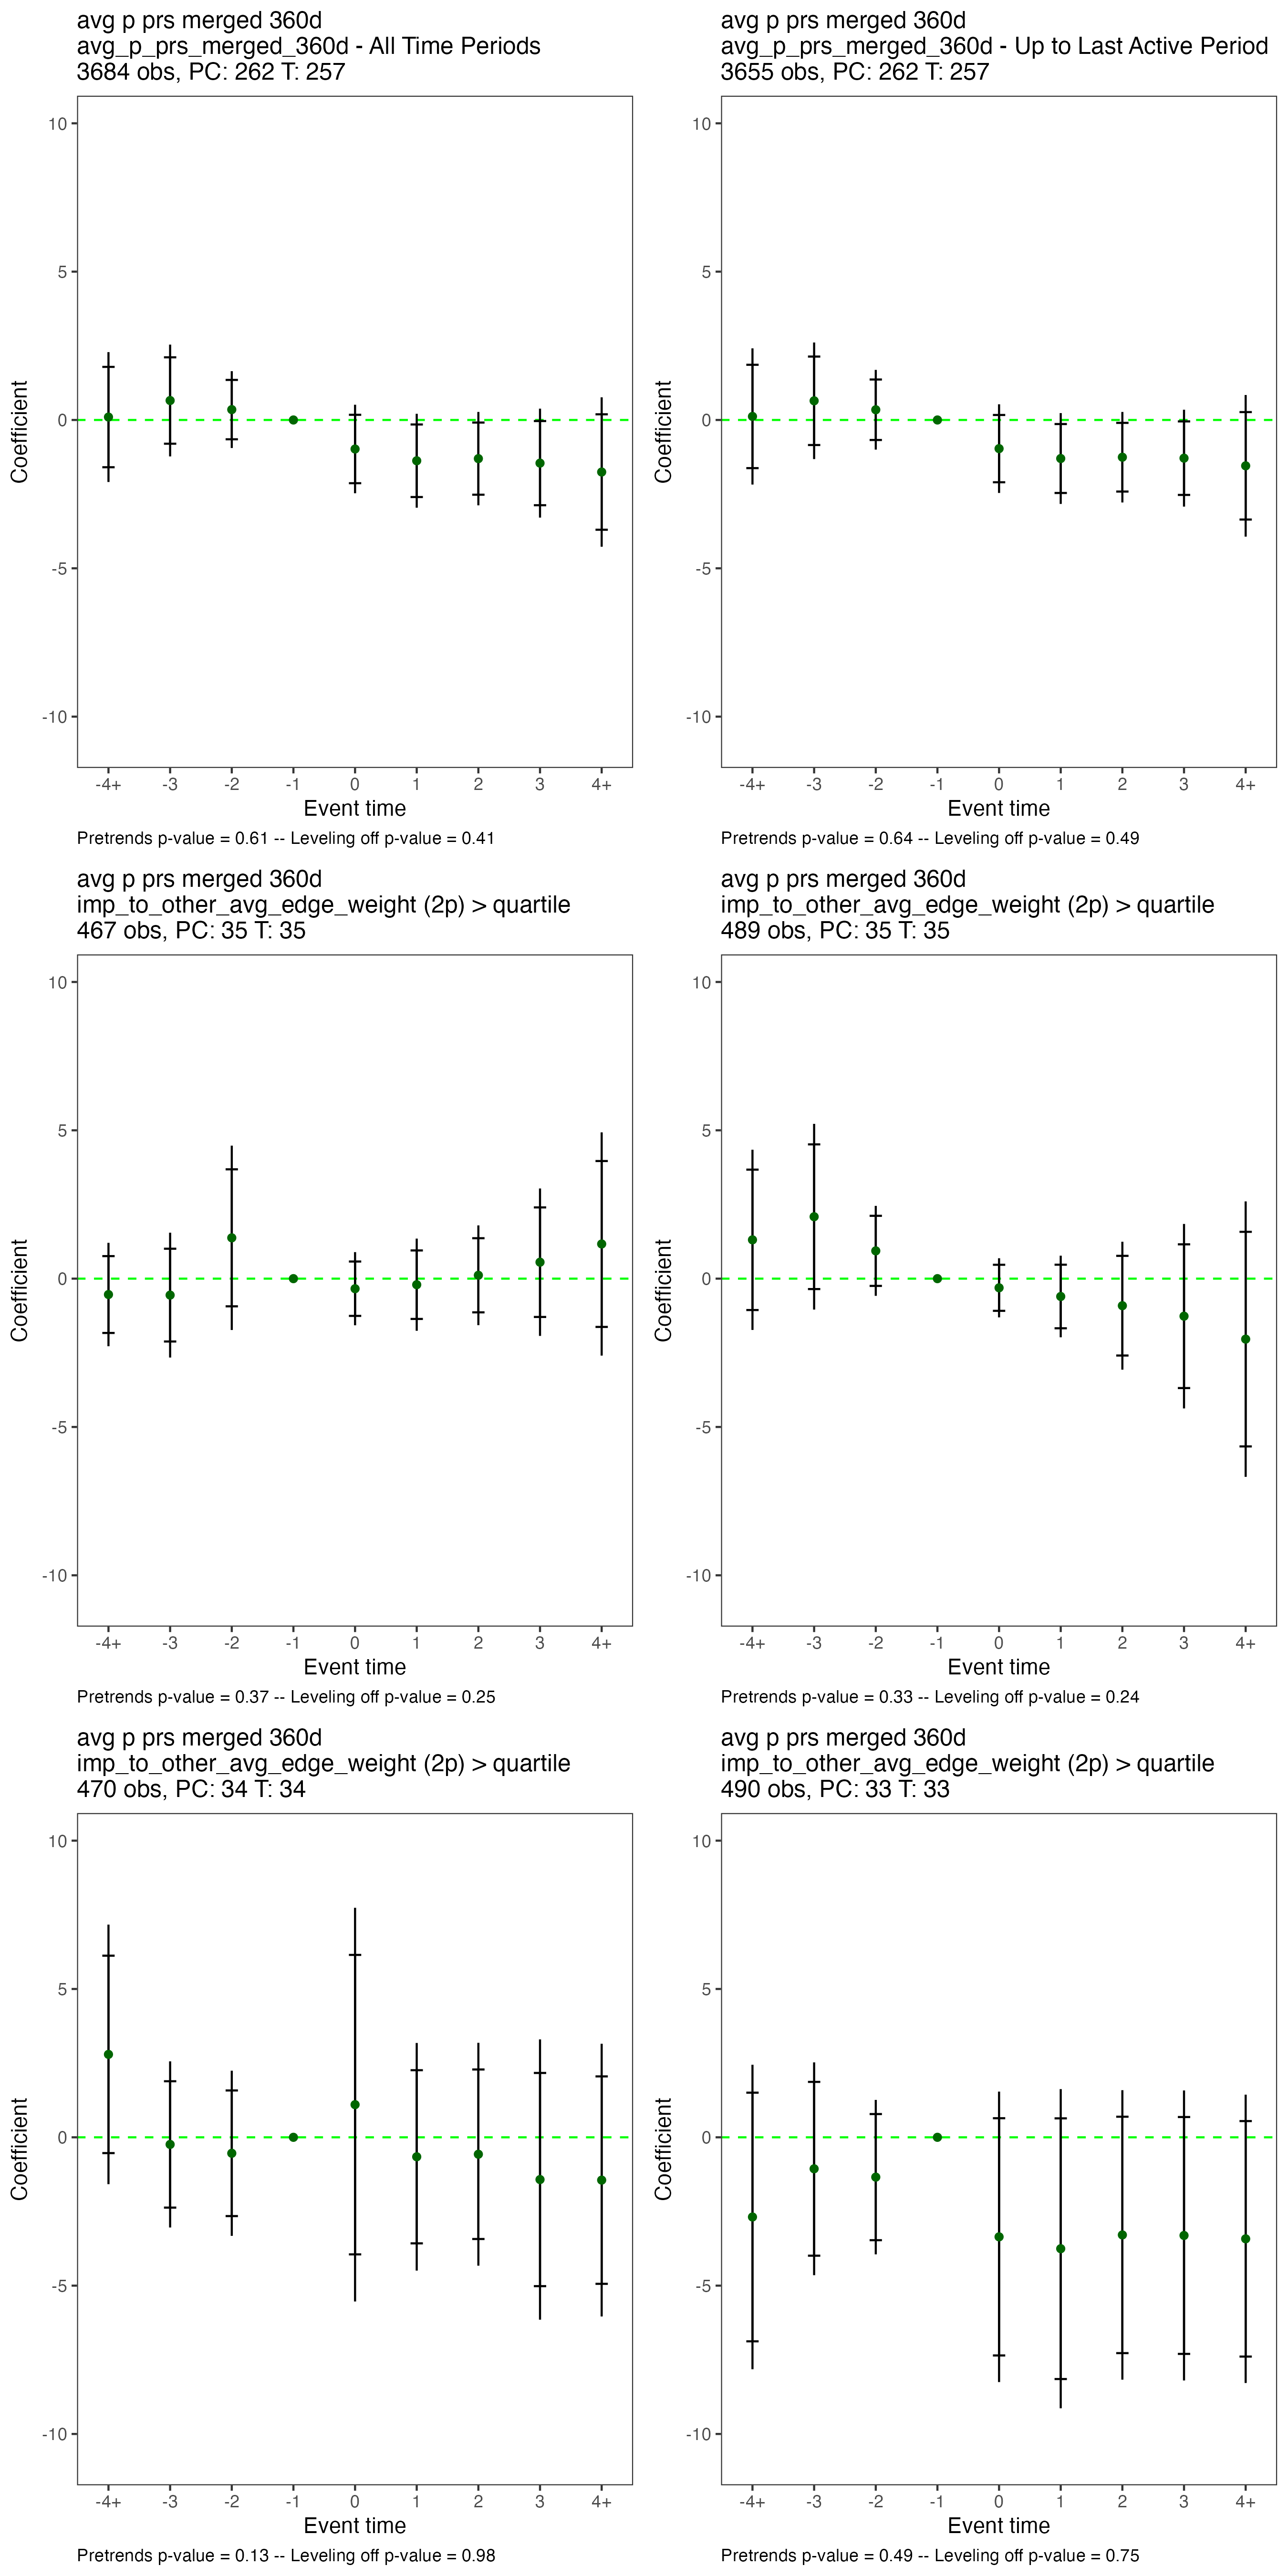 avg p prs merged 360d
avg_p_prs_merged_360d - All Time Periods
3684 obs, PC: 262 T: 257
10
5
0
-5
-10
Coefficient
-4+ -3 -2 -1 0 1 2 3 4+
Event time
Pretrends p-value = 0.61 -- Leveling off p-value = 0.41
avg p prs merged 360d
avg_p_prs_merged_360d - Up to Last Active Period
3655 obs, PC: 262 T: 257
10
5
0
-5
-10
Coefficient
-4+ -3 -2 -1 0 1 2 3 4+
Event time
Pretrends p-value = 0.64 -- Leveling off p-value = 0.49
avg p prs merged 360d
imp_to_other_avg_edge_weight (2p) > quartile
467 obs, PC: 35 T: 35
10
5
0
-5
-10
Coefficient
-4+ -3 -2 -1 0 1 2 3 4+
Event time
Pretrends p-value = 0.37 -- Leveling off p-value = 0.25
avg p prs merged 360d
imp_to_other_avg_edge_weight (2p) > quartile
489 obs, PC: 35 T: 35
10
5
0
-5
-10
Coefficient
-4+ -3 -2 -1 0 1 2 3 4+
Event time
Pretrends p-value = 0.33 -- Leveling off p-value = 0.24
avg p prs merged 360d
imp_to_other_avg_edge_weight (2p) > quartile
470 obs, PC: 34 T: 34
10
5
0
-5
-10
Coefficient
-4+ -3 -2 -1 0 1 2 3 4+
Event time
Pretrends p-value = 0.13 -- Leveling off p-value = 0.98
avg p prs merged 360d
imp_to_other_avg_edge_weight (2p) > quartile
490 obs, PC: 33 T: 33
10
5
0
-5
-10
Coefficient
-4+ -3 -2 -1 0 1 2 3 4+
Event time
Pretrends p-value = 0.49 -- Leveling off p-value = 0.75